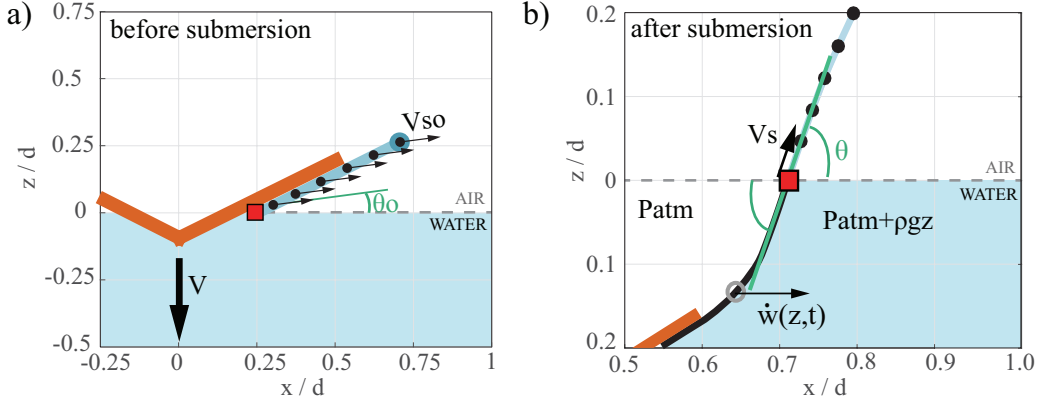 a)
before submersion
z / d
0.75
0.5
0.25
0
-0.25
-0.5
Vso
θo
AIR
WATER
V
-0.25
0
0.25
0.5
0.75
1
x / d
b)
after submersion
z / d
0.2
0.1
0
0.1
0.2
Vs
θ
AIR
WATER
Patm
Patm+ρgz
ẇ(z,t)
0.5
0.6
0.7
0.8
0.9
1.0
x / d